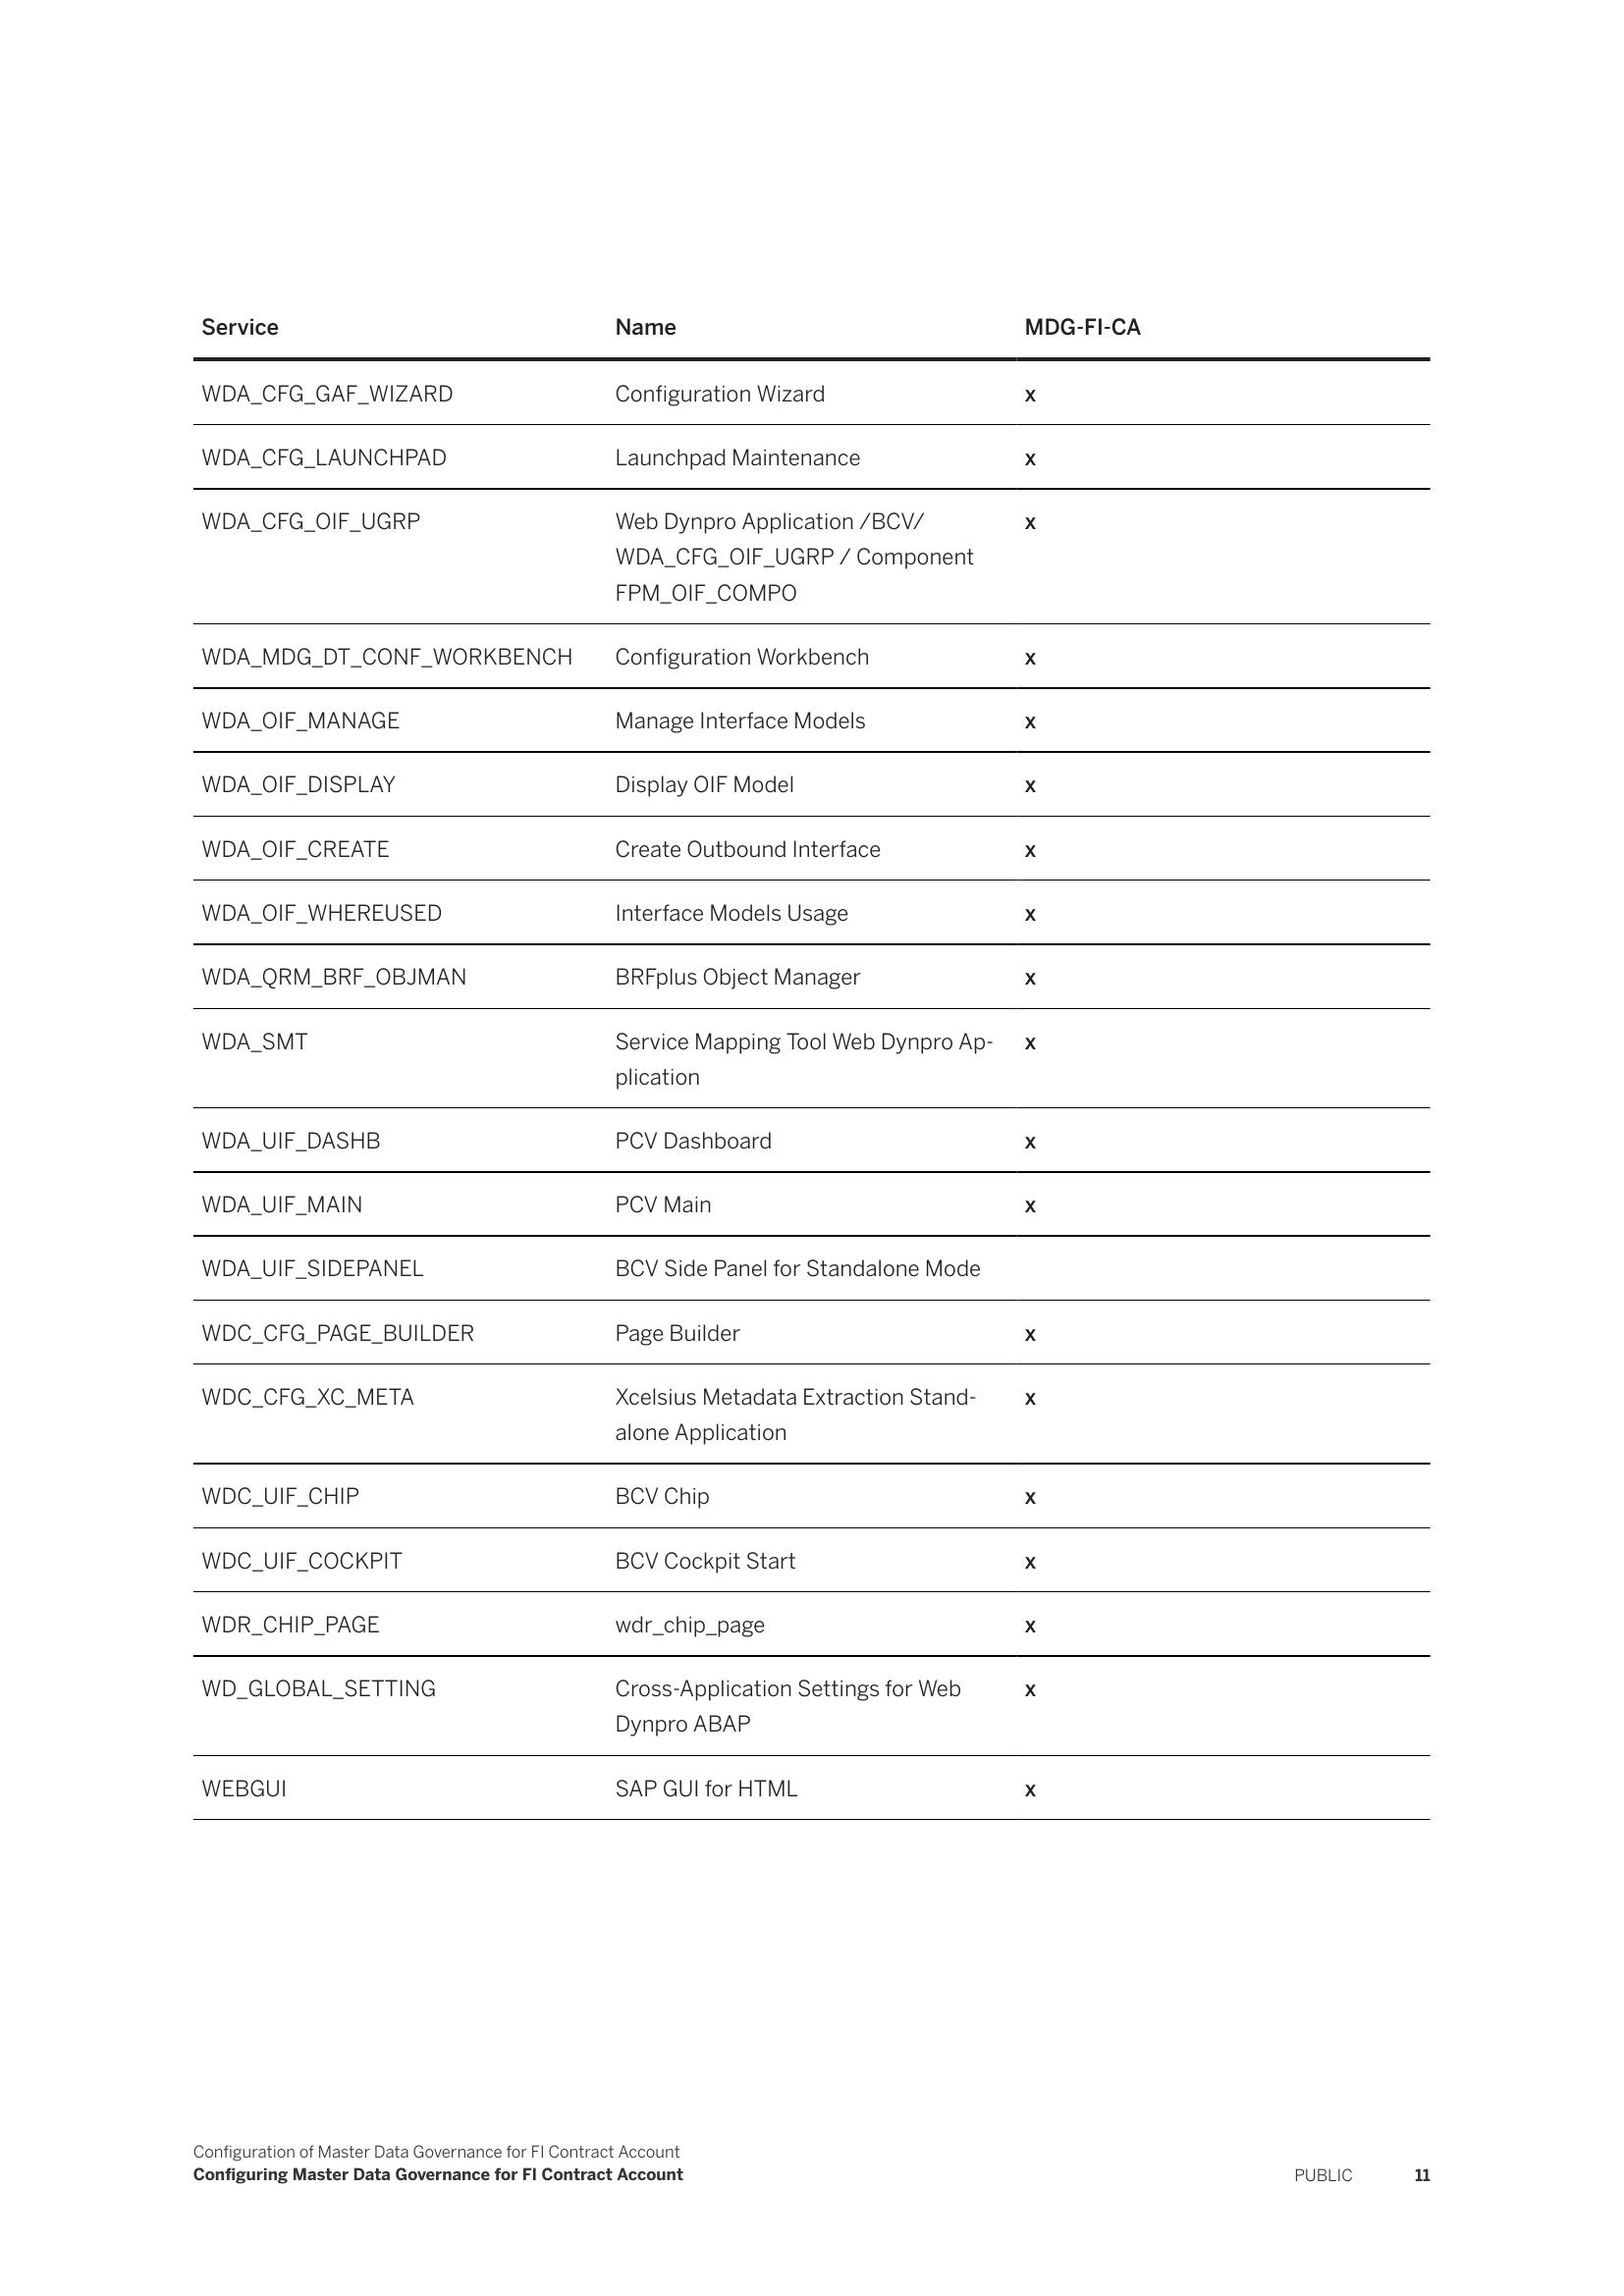 Service Name MDG-FI-CA
WDA_CFG_GAF_WIZARD Configuration Wizard x
WDA_CFG_LAUNCHPAD Launchpad Maintenance x
WDA_CFG_OIF_UGRP Web Dynpro Application /BCV/ x
WDA_CFG_OIF_UGRP / Component
FPM_OIF_COMPO
WDA_MDG_DT_CONF_WORKBENCH Configuration Workbench x
WDA_OIF_MANAGE Manage Interface Models x
WDA_OIF_DISPLAY Display OIF Model x
WDA_OIF_CREATE Create Outbound Interface x
WDA_OIF_WHEREUSED Interface Models Usage x
WDA_QRM_BRF_OBJMAN BRFplus Object Manager x
WDA_SMT Service Mapping Tool Web Dynpro Ap- x
plication
WDA_UIF_DASHB PCV Dashboard x
WDA_UIF_MAIN PCV Main x
WDA_UIF_SIDEPANEL BCV Side Panel for Standalone Mode
WDC_CFG_PAGE_BUILDER Page Builder x
WDC_CFG_XC_META Xcelsius Metadata Extraction Stand- x
alone Application
WDC_UIF_CHIP BCV Chip x
WDC_UIF_COCKPIT BCV Cockpit Start x
WDR_CHIP_PAGE wdr_chip_page x
WD_GLOBAL_SETTING Cross-Application Settings for Web x
Dynpro ABAP
WEBGUI SAP GUI for HTML x
Configuration of Master Data Governance for FI Contract Account
Configuring Master Data Governance for FI Contract Account PUBLIC 11